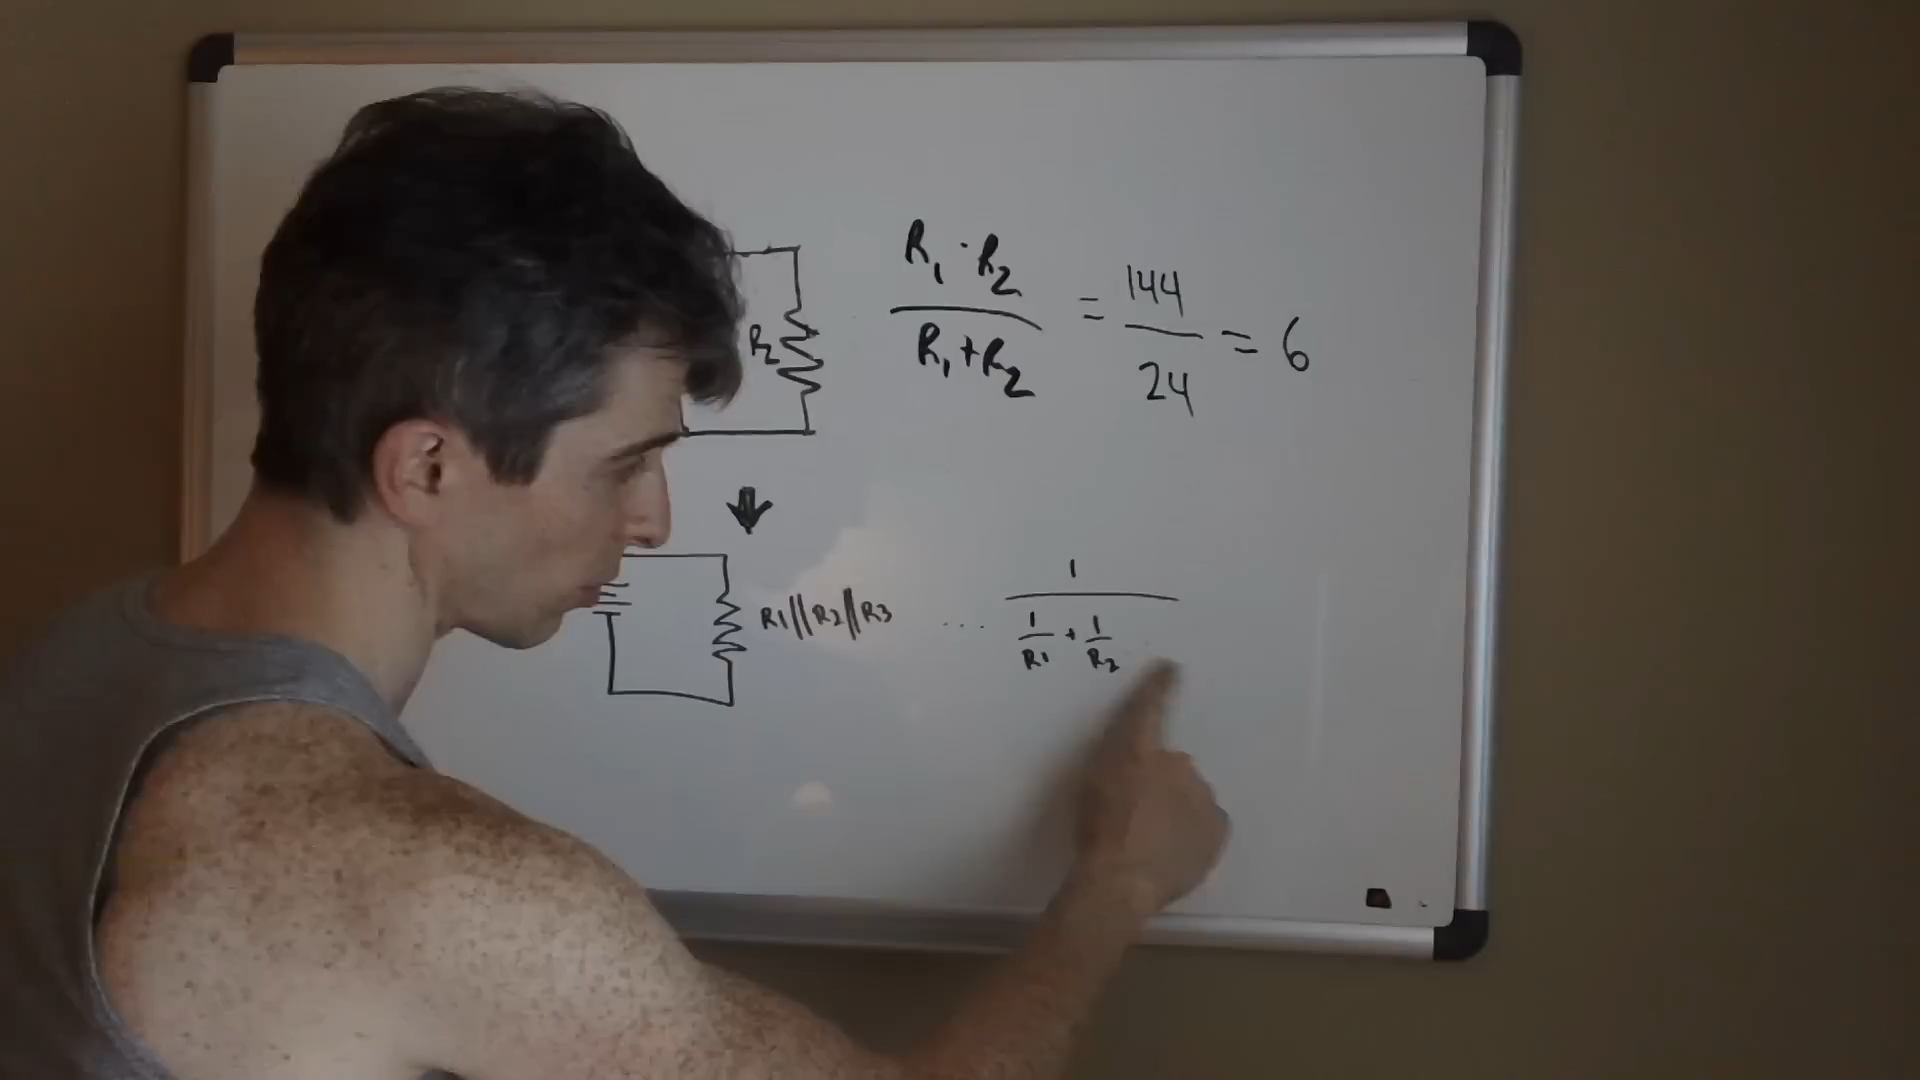 R2
R1 · R2
R1 + R2
= 144
24
= 6
R1||R2||R3 ....
1
1 + 1
R1 R2